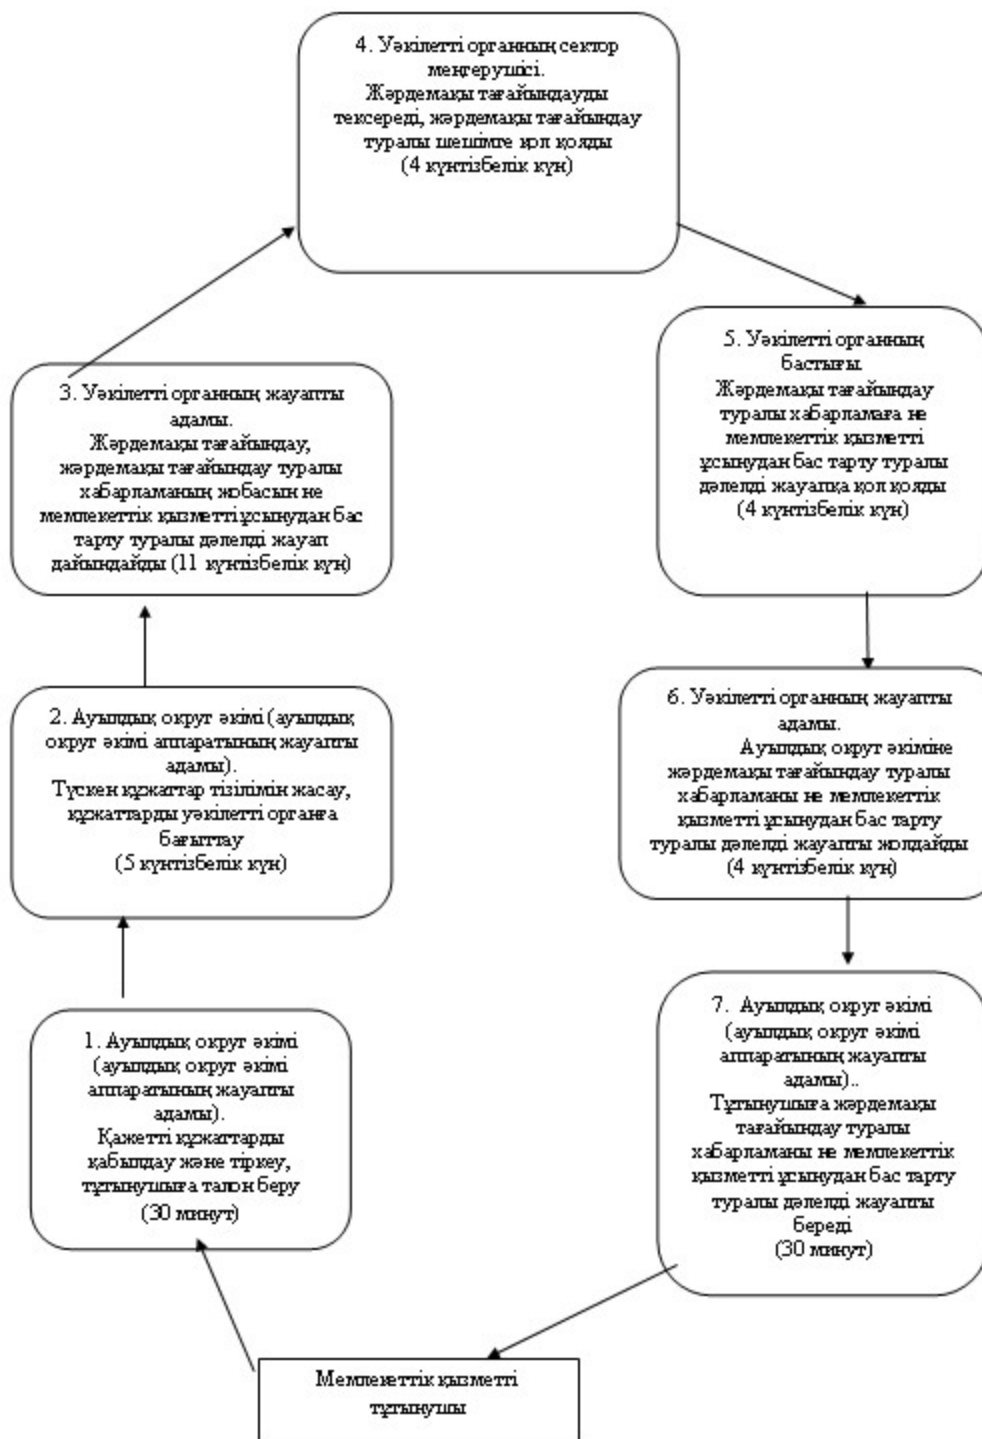 4. Уәкілетті органның сектор
меңгерушісі.
Жәрдемақы тағайындауды
тексереді, жәрдемақы тағайындау
туралы шешімге қол қояды
(4 күнтізбелік күн)
5. Уәкілетті органның
бастығы.
Жәрдемақы тағайындау
туралы хабарламаға не
мемлекеттік қызметті
ұсынудан бас тарту туралы
дәлелді жауапқа қол қояды
(4 күнтізбелік күн)
3. Уәкілетті органның жауапты
адамы.
Жәрдемақы тағайындау,
жәрдемақы тағайындау туралы
хабарламаның жобасын не
мемлекеттік қызметті ұсынудан бас
тарту туралы дәлелді жауап
дайындайды (11 күнтізбелік күн)
6. Уәкілетті органның жауапты
адамы.
Ауылдық округ әкіміне
жәрдемақы тағайындау туралы
хабарламаны не мемлекеттік
қызметті ұсынудан бас тарту
туралы дәлелді жауапты жолдайды
(4 күнтізбелік күн)
2. Ауылдық округ әкімі (ауылдық
округ әкімі аппаратының жауапты
адамы).
Түскен құжаттар тізілімін жасау,
құжаттарды уәкілетті органға
бағыттау
(5 күнтізбелік күн)
7. Ауылдық округ әкімі
(ауылдық округ әкімі
аппаратының жауапты
адамы)..
Тұтынушыға жәрдемақы
тағайындау туралы
хабарламаны не мемлекеттік
қызметті ұсынудан бас тарту
туралы дәлелді жауапты
береді
(30 минут)
1. Ауылдық округ әкімі
(ауылдық округ әкімі
аппаратының жауапты
адамы).
Қажетті құжаттарды
қабылдау және тіркеу,
тұтынушыға талон беру
(30 минут)
Мемлекеттік қызметті
тұтынушы